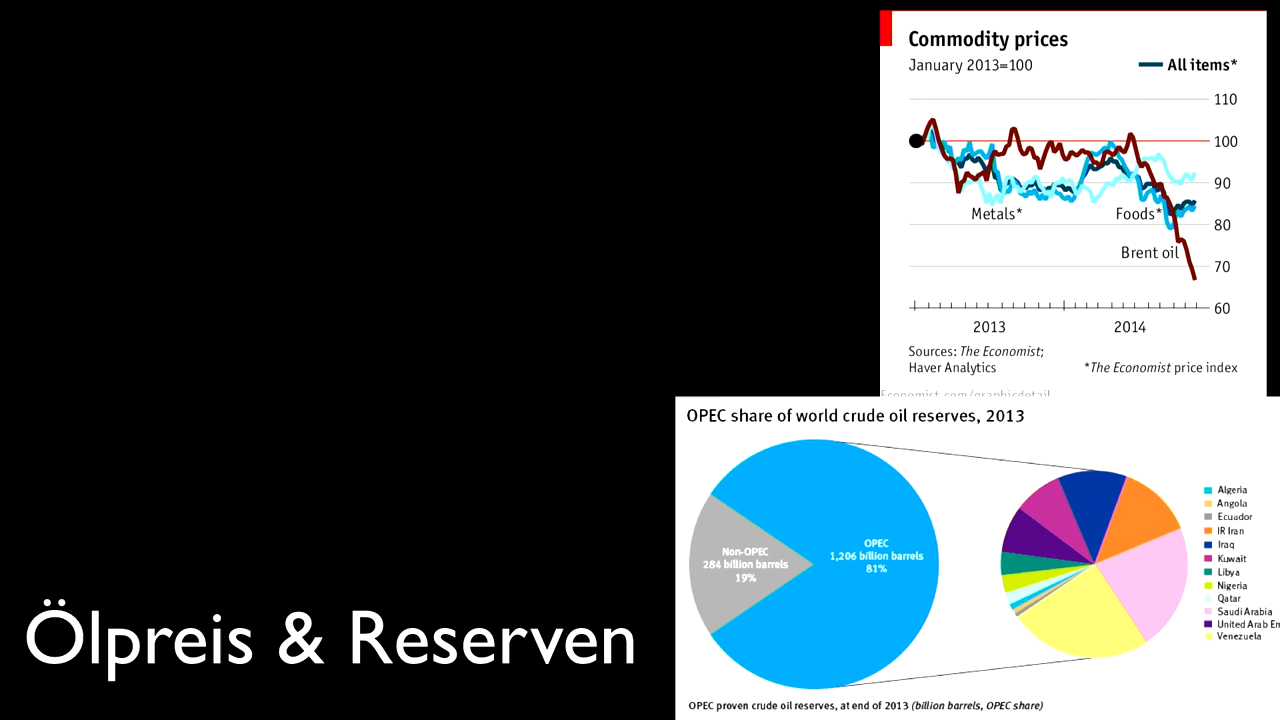 Commodity prices
January 2013=100
All items*
110
100
90
80
70
60
Metals*
Foods*
Brent oil
2013
2014
Sources: The Economist;
Haver Analytics
*The Economist price index
Economist.com/graphicdetail
OPEC share of world crude oil reserves, 2013
Non-OPEC
284 billion barrels
19%
OPEC
1,206 billion barrels
81%
Algeria
Angola
Ecuador
IR Iran
Iraq
Kuwait
Libya
Nigeria
Qatar
Saudi Arabia
United Arab Em
Venezuela
OPEC proven crude oil reserves, at end of 2013 (billion barrels, OPEC share)
Ölpreis & Reserven